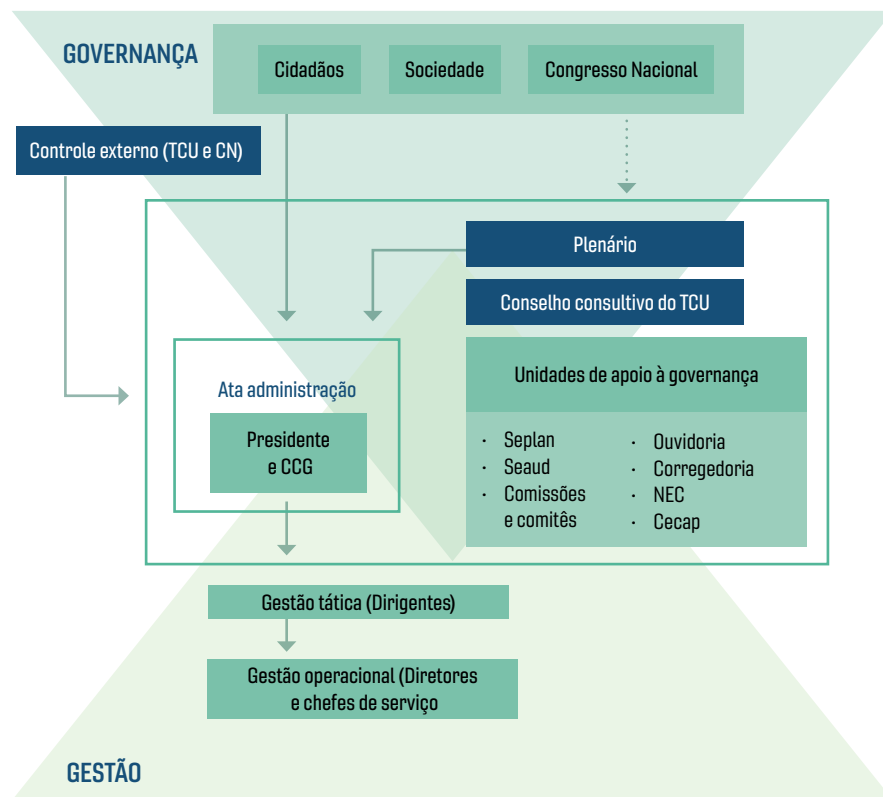 GOVERNANÇA
Cidadãos
Sociedade
Congresso Nacional
Controle externo (TCU e CN)
Plenário
Conselho consultivo do TCU
Unidades de apoio à governança
· Seplan
· Seaud
· Comissões
e comitês
· Ouvidoria
· Corregedoria
· NEC
· Cecap
Ata administração
Presidente
e CCG
Gestão tática (Dirigentes)
Gestão operacional (Diretores
e chefes de serviço
GESTÃO